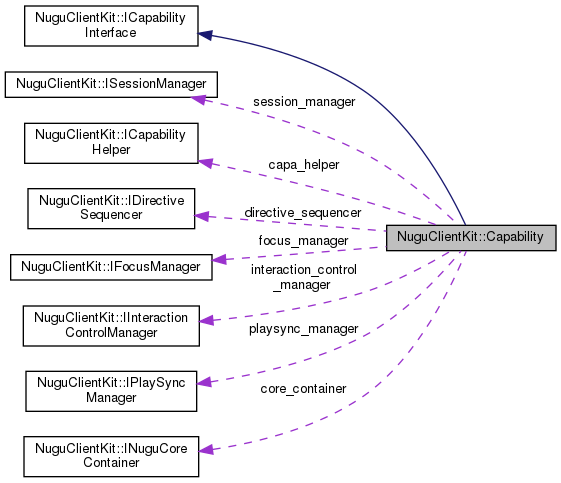 NuguClientKit::ICapability
Interface
NuguClientKit::ISessionManager
session_manager
NuguClientKit::ICapability
Helper
capa_helper
NuguClientKit::IDirective
Sequencer
directive_sequencer
NuguClientKit::Capability
focus_manager
NuguClientKit::IFocusManager
interaction_control
_manager
NuguClientKit::IInteraction
ControlManager
playsync_manager
NuguClientKit::IPlaySync
Manager
core_container
NuguClientKit::INuguCore
Container